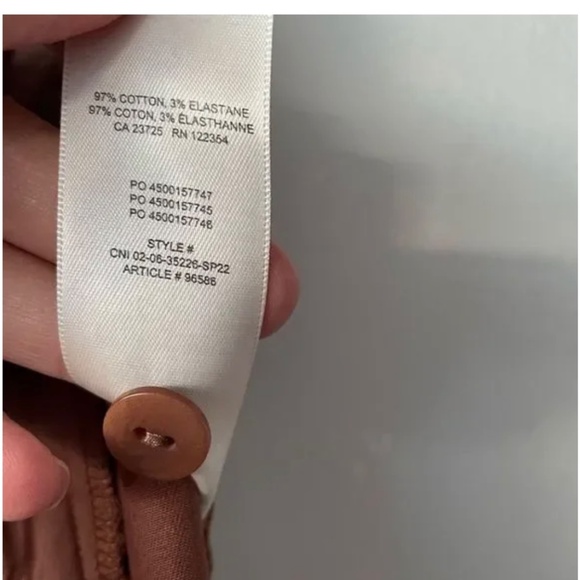 97% COTTON, 3% ELASTANE
97% COTON, 3% ÉLASTHANNE
CA 23725 RN 122354
PO 4500157747
PO 4500157745
PO 4500157746
STYLE #
CNI 02-06-35226-SP22
ARTICLE # 96586